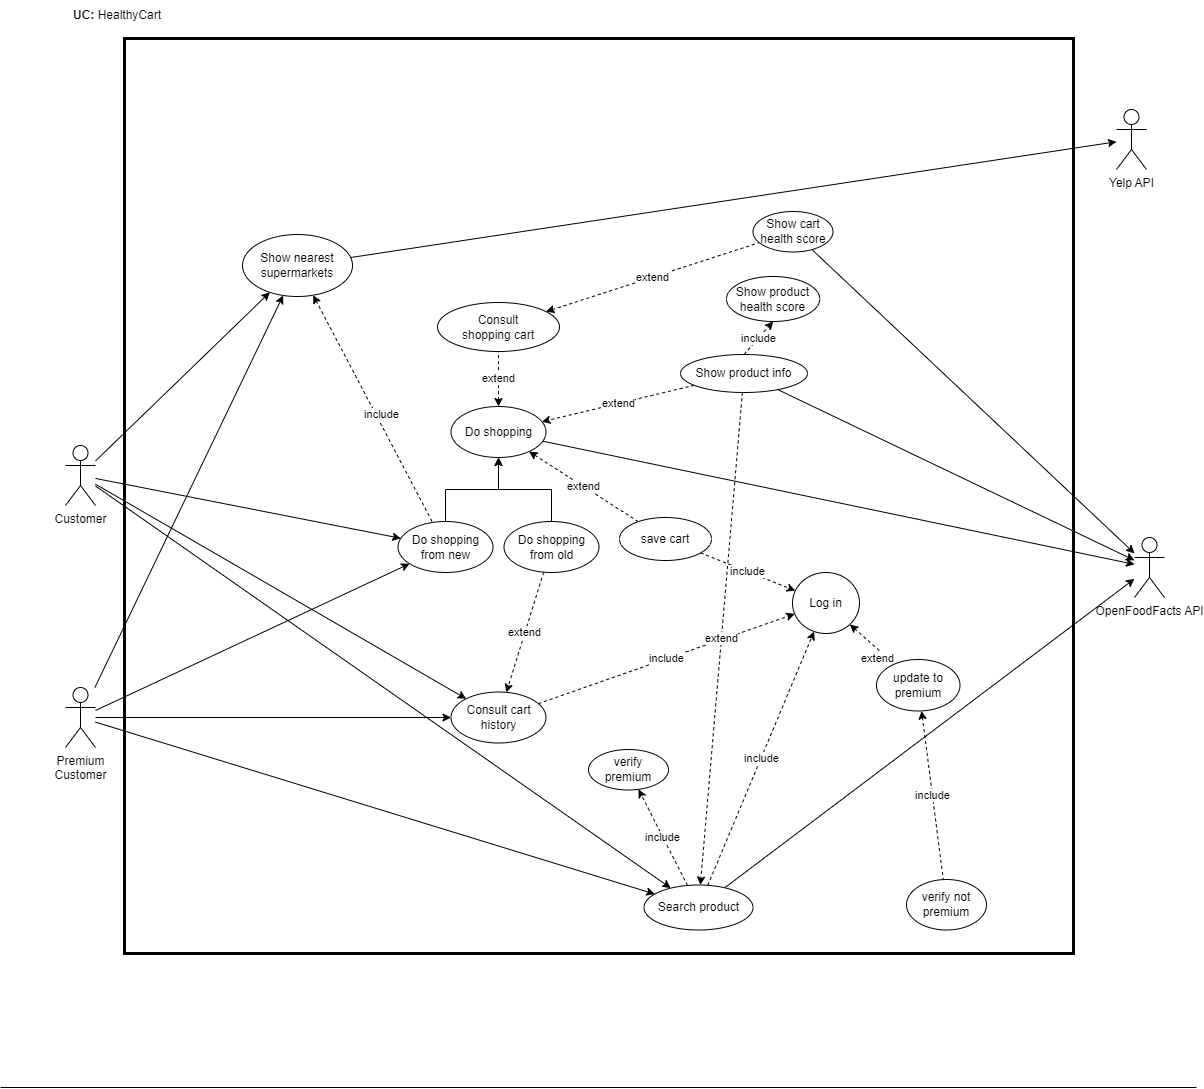 UC: HealthyCart
Yelp API
Show cart
health score
Show nearest
supermarkets
extend
Show product
health score
Consult
shopping cart
include
Show product info
extend
extend
include
Do shopping
extend
Customer
Do shopping
from new
Do shopping
from old
save cart
include
Log in
OpenFoodFacts API
extend
extend
include
extend
update to
premium
Consult cart
history
Premium
Customer
verify
premium
include
include
include
Search product
verify not
premium